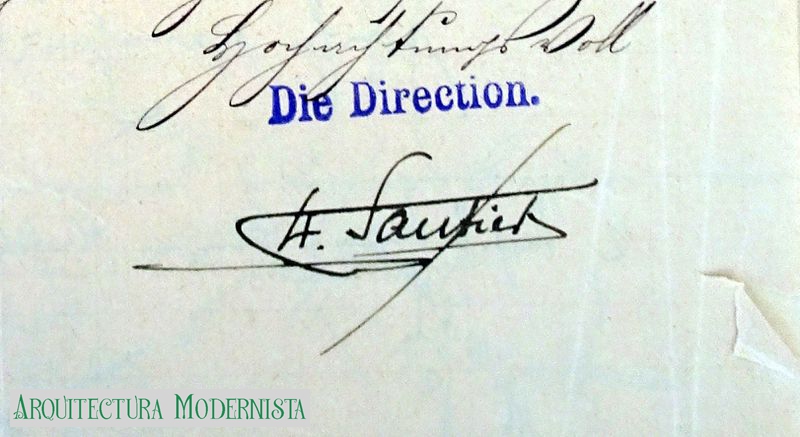 Hochachtungsvoll
Die Direction.
Arquitectura Modernista